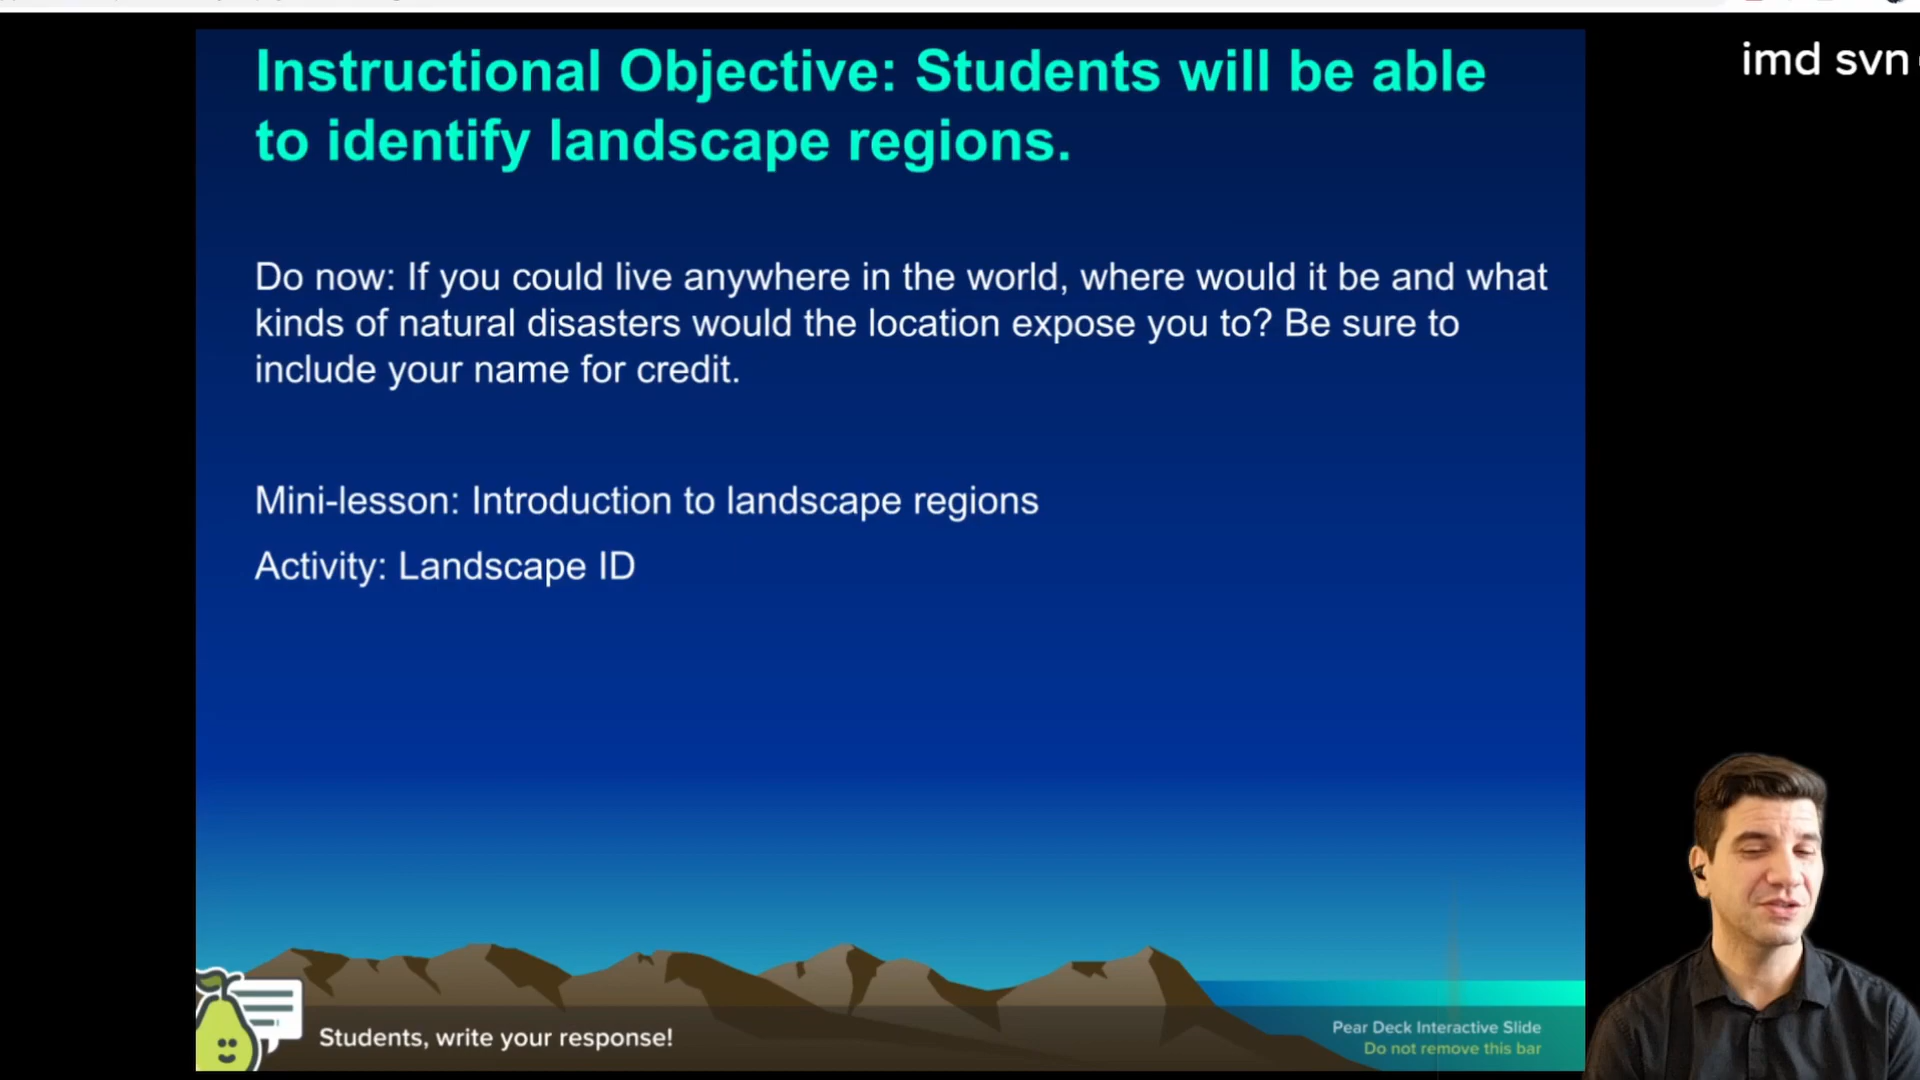 Instructional Objective: Students will be able
to identify landscape regions.
imd svn
Do now: If you could live anywhere in the world, where would it be and what
kinds of natural disasters would the location expose you to? Be sure to
include your name for credit.
Mini-lesson: Introduction to landscape regions
Activity: Landscape ID
Students, write your response!
Pear Deck Interactive Slide
Do not remove this bar